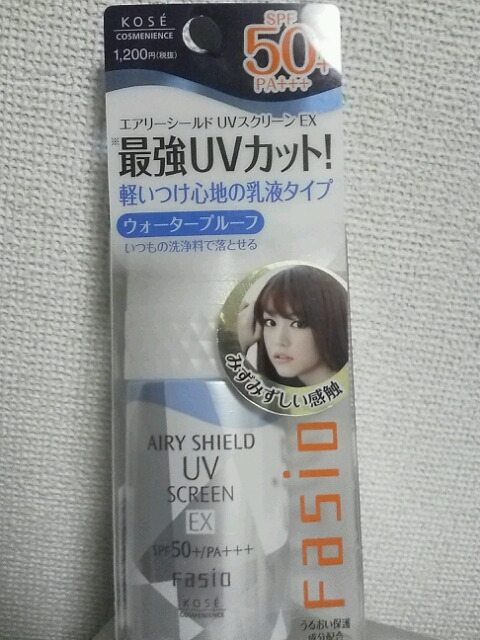 KOSÉ
COSMENIENCE
1,200円(税抜)
SPF
50+
PA+++
エアリーシールド UVスクリーン EX
※最強UVカット!
軽いつけ心地の乳液タイプ
ウォータープルーフ
いつもの洗浄料で落とせる
みずみずしい感触
AIRY SHIELD
UV
SCREEN
EX
SPF50+/PA+++
Fasio
KOSÉ
COSMENIENCE
Fasio
うるおい保護
成分配合